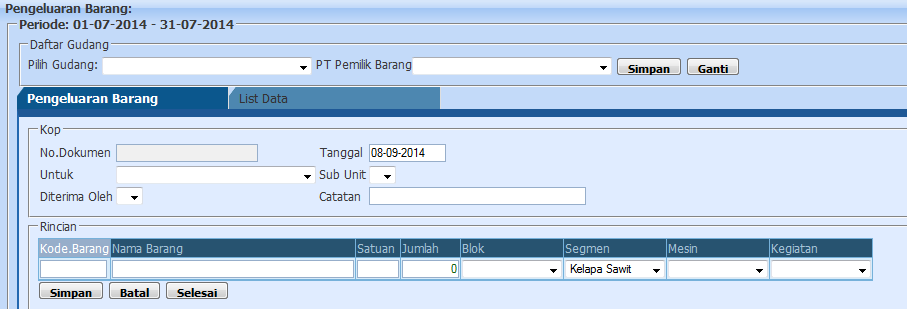 Pengeluaran Barang:
Periode: 01-07-2014 - 31-07-2014
Daftar Gudang
Pilih Gudang: PT Pemilik Barang Simpan Ganti
Pengeluaran Barang List Data
Kop
No.Dokumen Tanggal 08-09-2014
Untuk Sub Unit
Diterima Oleh Catatan
Rincian
Kode.Barang Nama Barang Satuan Jumlah Blok Segmen Mesin Kegiatan
0 Kelapa Sawit
Simpan Batal Selesai